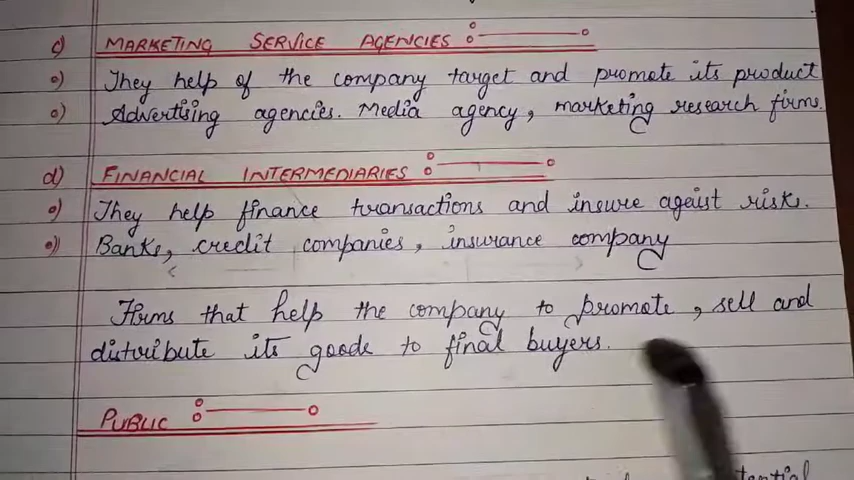 c) MARKETING SERVICE AGENCIES
o) They help of the company target and promote its product
o) Advertising agencies. Media agency, marketing research firms.
d) FINANCIAL INTERMEDIARIES
o) They help finance transactions and insure ageist risks.
o) Banks, credit companies, insurance company
Firms that help the company to promote, sell and
distribute its goods to final buyers.
PUBLIC